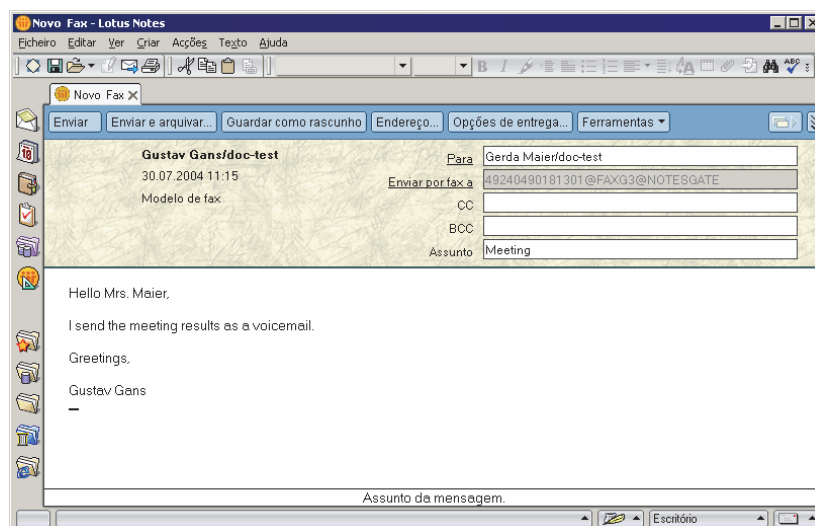 Novo Fax - Lotus Notes
Ficheiro Editar Ver Criar Acções Texto Ajuda
B I
ABC
Novo Fax
Enviar Enviar e arquivar... Guardar como rascunho Endereço... Opções de entrega... Ferramentas
Gustav Gans/doc-test Para Gerda Maier/doc-test
30.07.2004 11:15 Enviar por fax a 49240490181301@FAXG3@NOTESGATE
Modelo de fax CC
BCC
Assunto Meeting
Hello Mrs. Maier,
I send the meeting results as a voicemail.
Greetings,
Gustav Gans
Assunto da mensagem.
Escritório